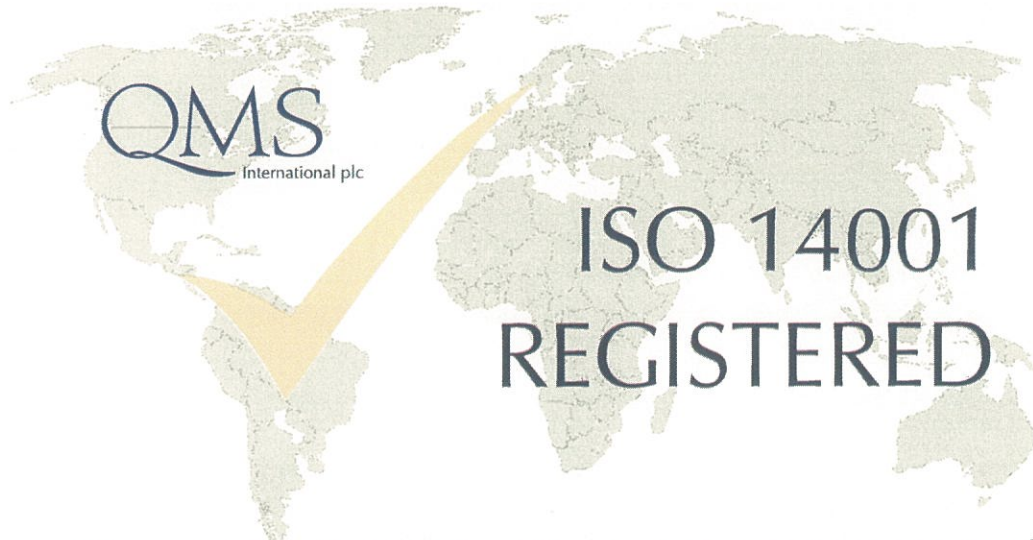 QMS
International plc
ISO 14001
REGISTERED